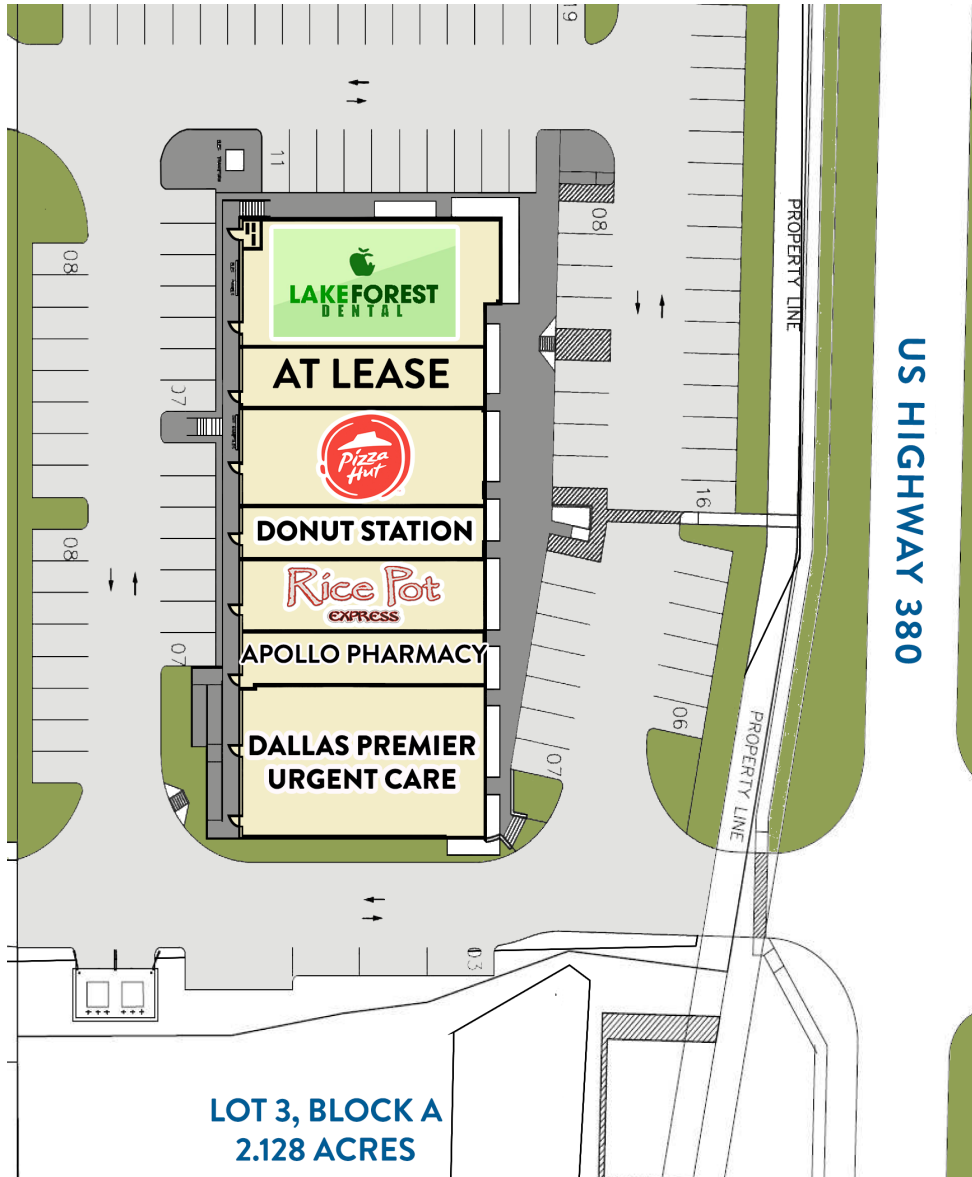 19
11
08
LAKEFOREST
DENTAL
08
PROPERTY LINE
AT LEASE
US HIGHWAY 380
07
Pizza
Hut
16
DONUT STATION
08
Rice Pot
EXPRESS
APOLLO PHARMACY
07
06
DALLAS PREMIER
URGENT CARE
07
PROPERTY LINE
03
LOT 3, BLOCK A
2.128 ACRES